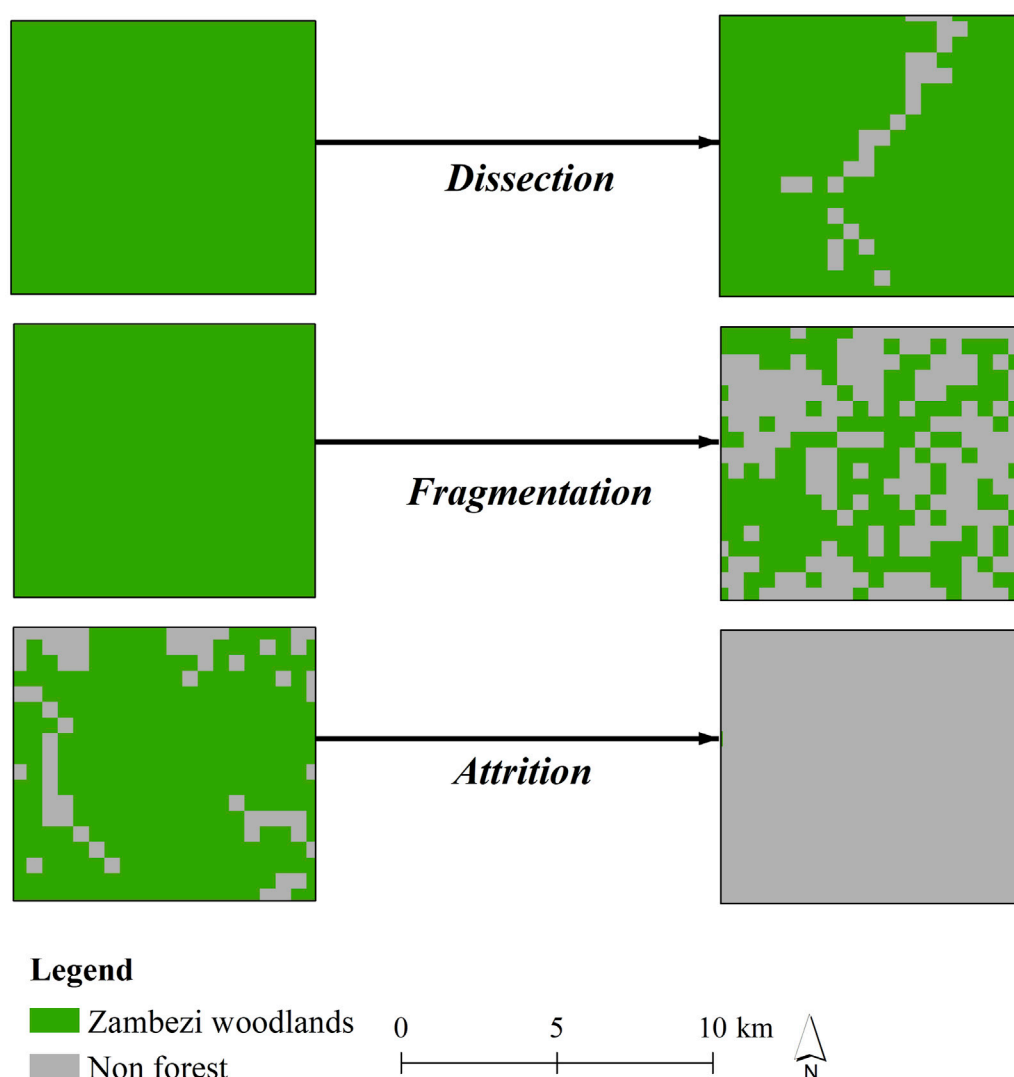 Dissection
Fragmentation
Attrition
Legend
Zambezi woodlands
0 5 10 km
Non forest
N